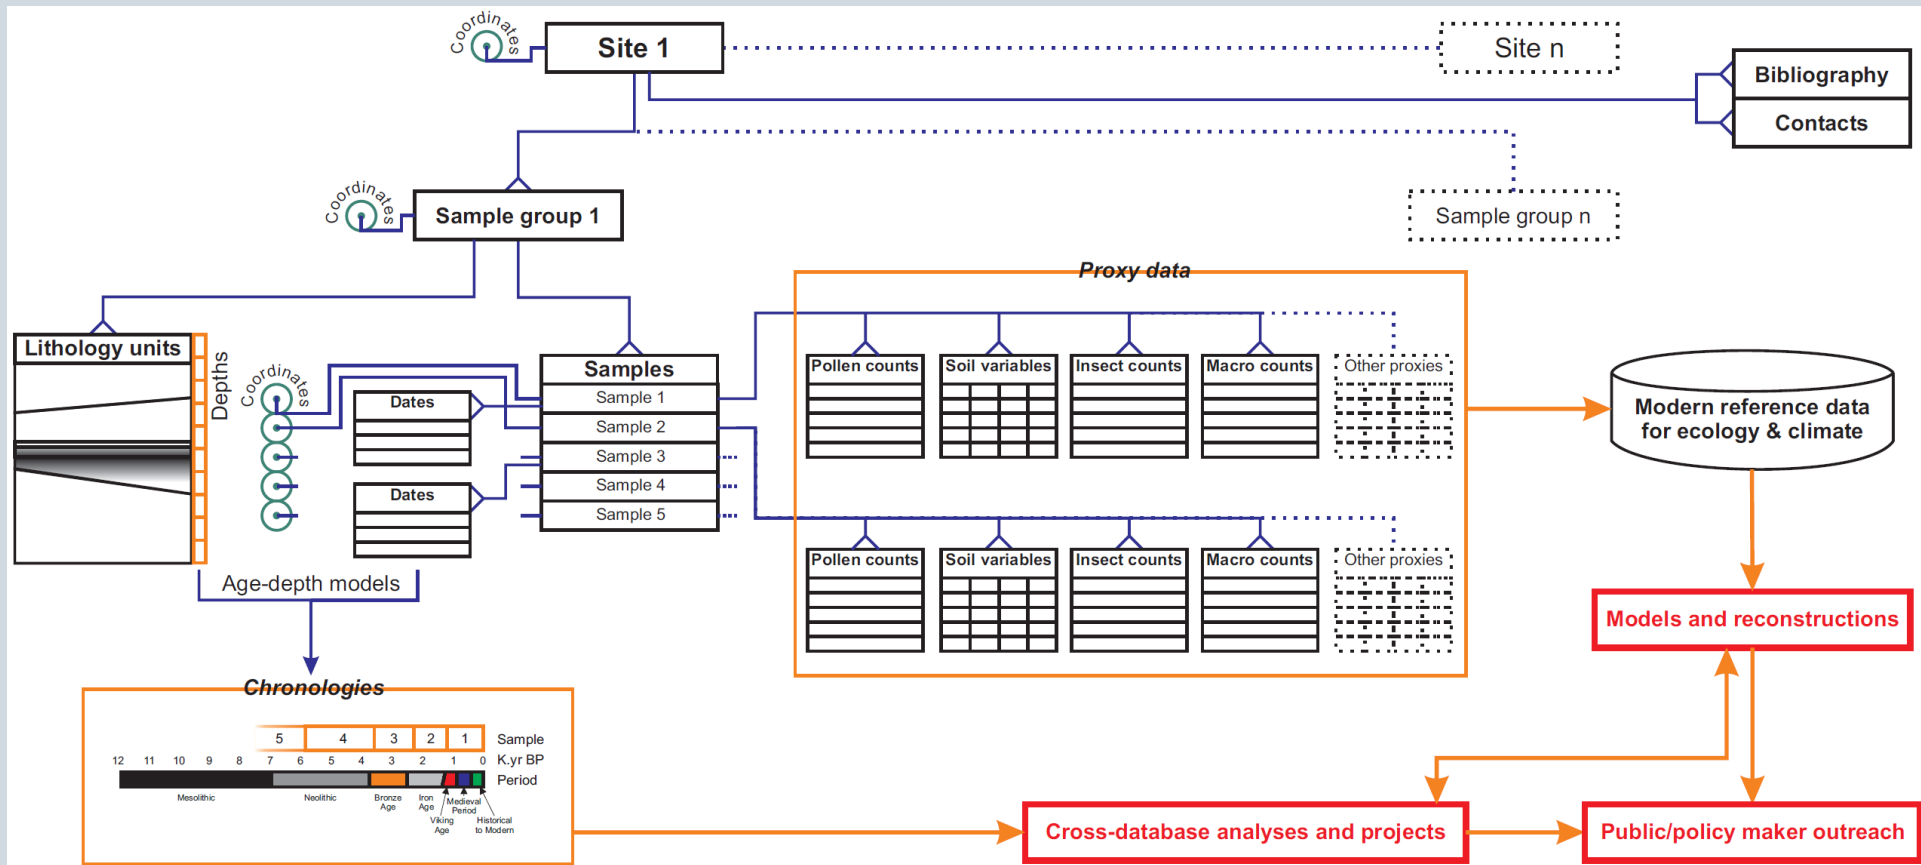 Coordinates
Site 1
Site n
Bibliography
Contacts
Coordinates
Sample group 1
Sample group n
Proxy data
Lithology units
Depths
Coordinates
Dates
Dates
Samples
Sample 1
Sample 2
Sample 3
Sample 4
Sample 5
Pollen counts
Soil variables
Insect counts
Macro counts
Other proxies
Pollen counts
Soil variables
Insect counts
Macro counts
Other proxies
Modern reference data
for ecology & climate
Age-depth models
Models and reconstructions
Chronologies
5 4 3 2 1 Sample
12 11 10 9 8 7 6 5 4 3 2 1 0 K.yr BP
Period
Mesolithic
Neolithic
Bronze
Age
Iron
Age
Viking
Age
Medieval
Period
Historical
to Modern
Cross-database analyses and projects
Public/policy maker outreach